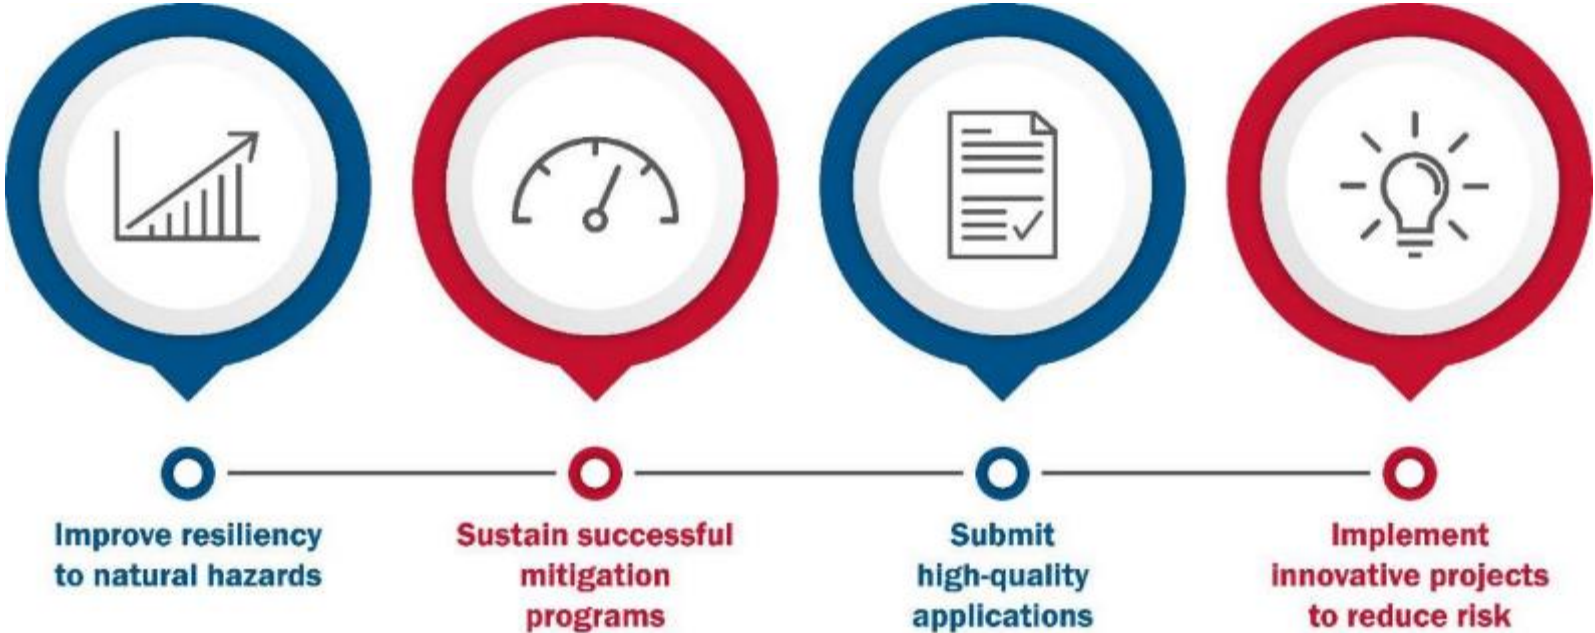 Improve resiliency
to natural hazards
Sustain successful
mitigation
programs
Submit
high-quality
applications
Implement
innovative projects
to reduce risk